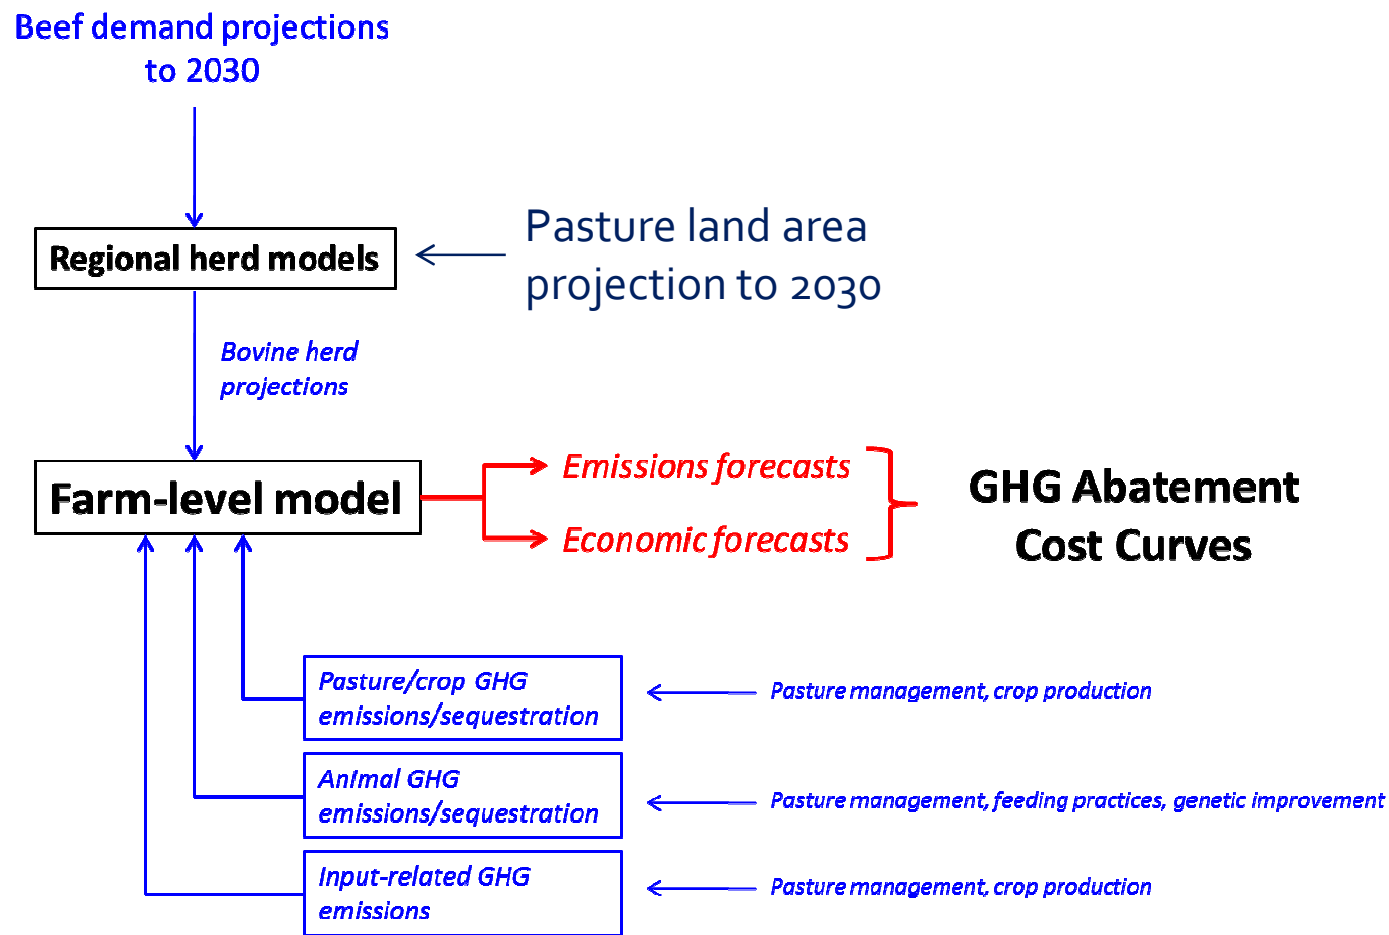 Beef demand projections
to 2030
Regional herd models
Pasture land area
projection to 2030
Bovine herd
projections
Farm-level model
Emissions forecasts
Economic forecasts
GHG Abatement
Cost Curves
Pasture/crop GHG
emissions/sequestration
Pasture management, crop production
AnImal GHG
emissions/sequestration
Pasture management, feeding practices, genetic improvement
Input-related GHG
emissions
Pasture management, crop production